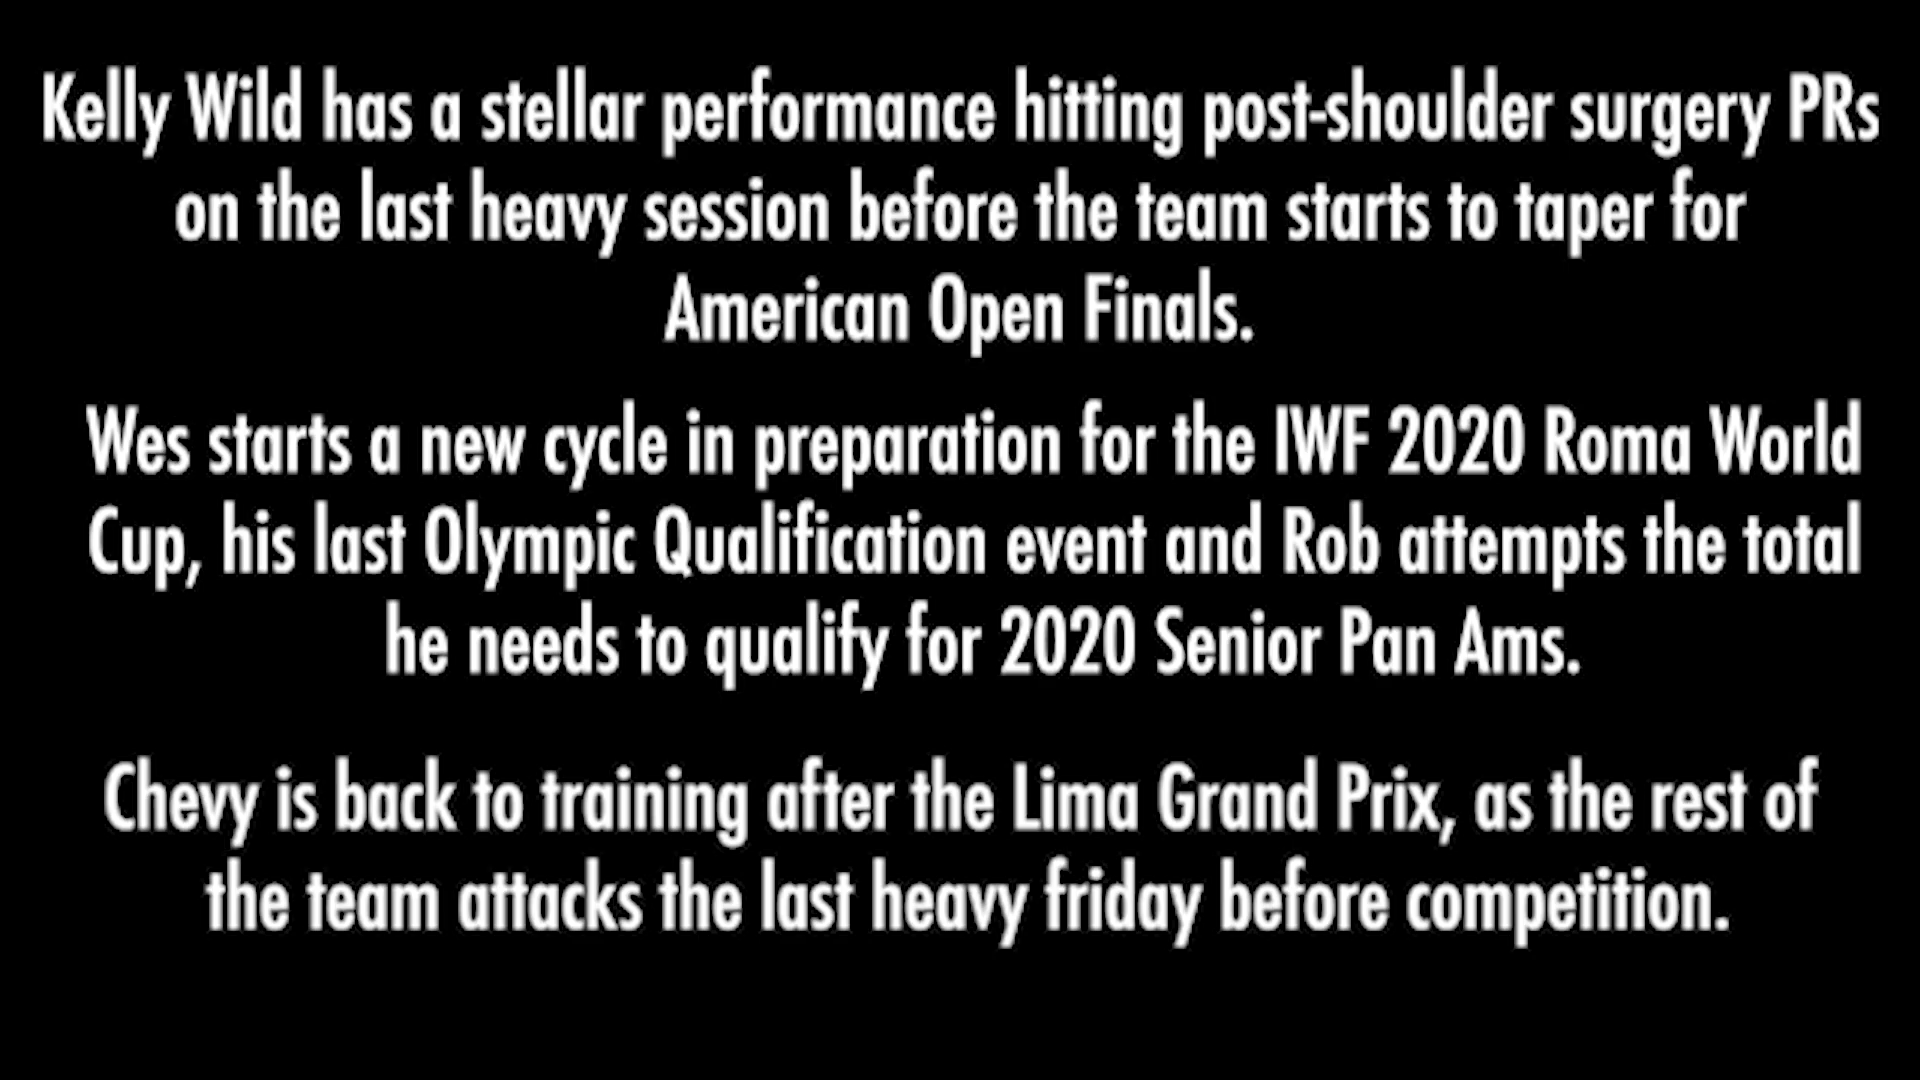 Kelly Wild has a stellar performance hitting post-shoulder surgery PRs
on the last heavy session before the team starts to taper for
American Open Finals.
Wes starts a new cycle in preparation for the IWF 2020 Roma World
Cup, his last Olympic Qualification event and Rob attempts the total
he needs to qualify for 2020 Senior Pan Ams.
Chevy is back to training after the Lima Grand Prix, as the rest of
the team attacks the last heavy friday before competition.